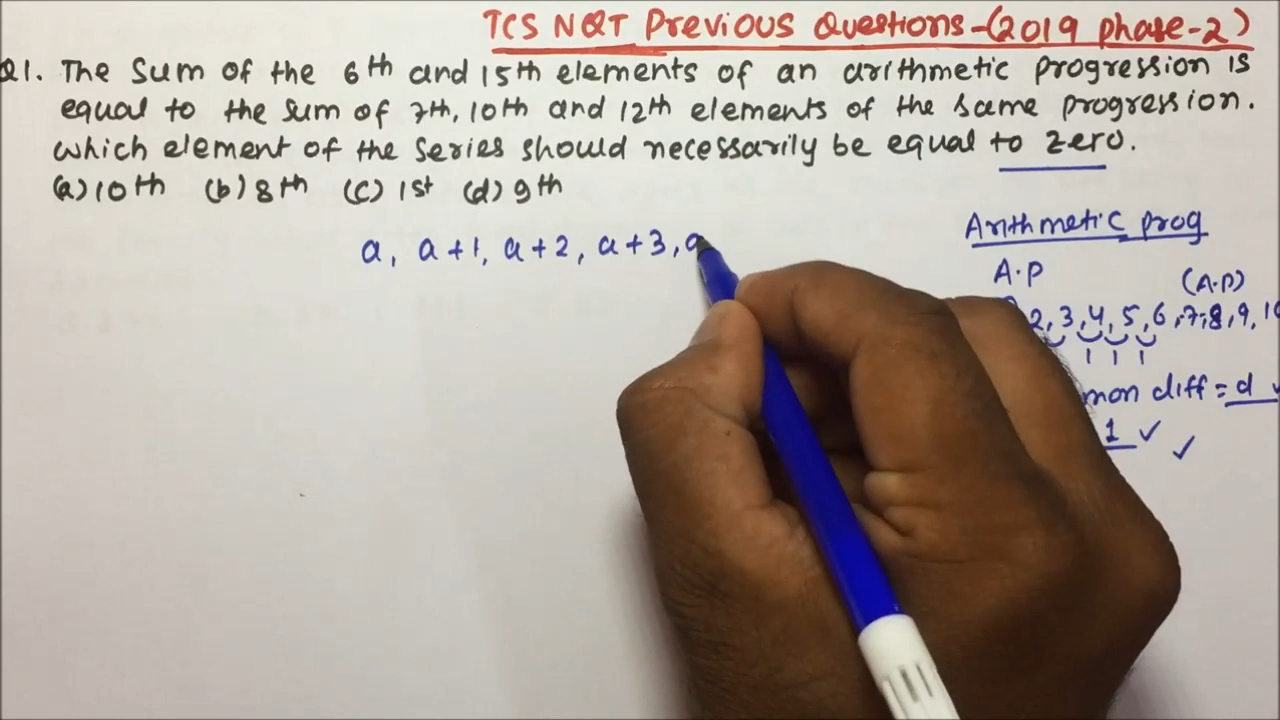 TCS NQT Previous Questions-(2019 phase-2)
Q1. The Sum of the 6th and 15th elements of an arithmetic progression is
equal to the sum of 7th, 10th and 12th elements of the same progression.
which element of the series should necessarily be equal to zero.
(a) 10th (b) 8th (c) 1st (d) 9th
a, a+1, a+2, a+3, a
Arithmetic prog
A.P (A.P)
2, 3, 4, 5, 6, 7, 8, 9, 10
1 1 1
mon diff = d
1 ✓ ✓